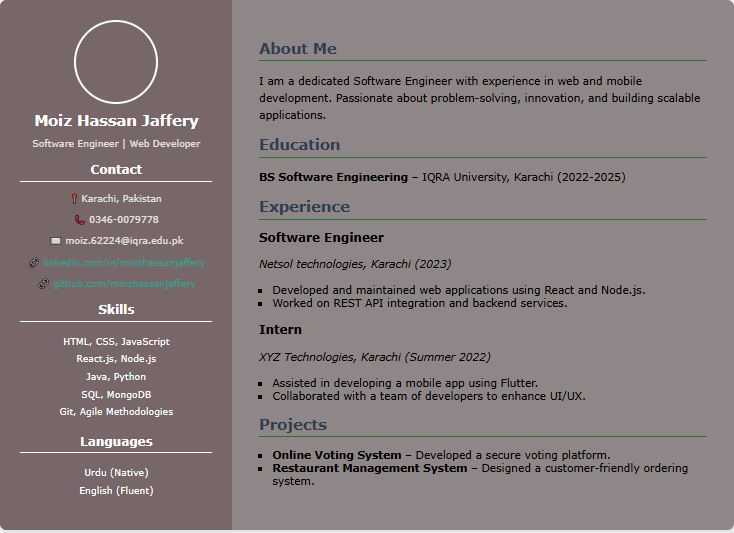 Moiz Hassan Jaffery
Software Engineer | Web Developer
Contact
Karachi, Pakistan
0346-0079778
moiz.62224@iqra.edu.pk
linkedin.com/in/moizhassanjaffery
github.com/moizhassanjaffery
Skills
HTML, CSS, JavaScript
React.js, Node.js
Java, Python
SQL, MongoDB
Git, Agile Methodologies
Languages
Urdu (Native)
English (Fluent)
About Me
I am a dedicated Software Engineer with experience in web and mobile
development. Passionate about problem-solving, innovation, and building scalable
applications.
Education
BS Software Engineering – IQRA University, Karachi (2022-2025)
Experience
Software Engineer
Netsol technologies, Karachi (2023)
Developed and maintained web applications using React and Node.js.
Worked on REST API integration and backend services.
Intern
XYZ Technologies, Karachi (Summer 2022)
Assisted in developing a mobile app using Flutter.
Collaborated with a team of developers to enhance UI/UX.
Projects
Online Voting System – Developed a secure voting platform.
Restaurant Management System – Designed a customer-friendly ordering
system.